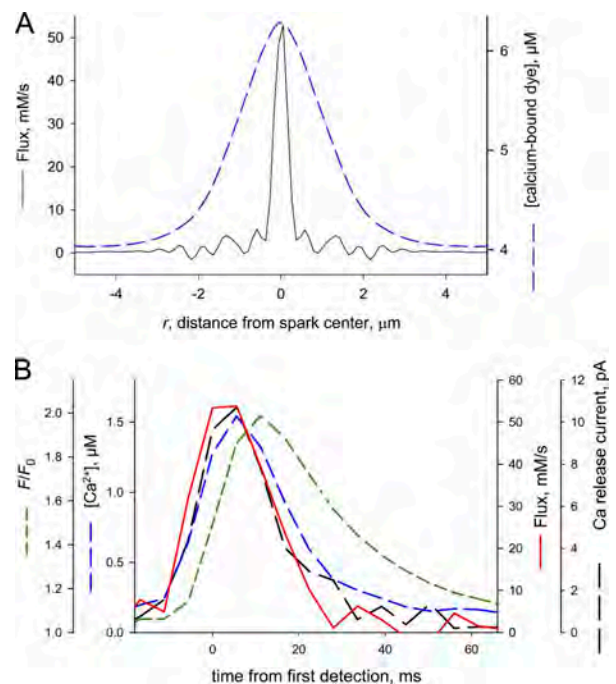 A
50
40
30
20
10
0
Flux, mM/s
6
5
4
[calcium-bound dye], µM
-4 -2 0 2 4
r, distance from spark center, µm
B
2.0
1.8
1.6
1.4
1.2
1.0
F/F0
1.5
1.0
0.5
0.0
[Ca2+], µM
60
50
40
30
20
10
0
Flux, mM/s
12
10
8
6
4
2
0
Ca release current, pA
0 20 40 60
time from first detection, ms